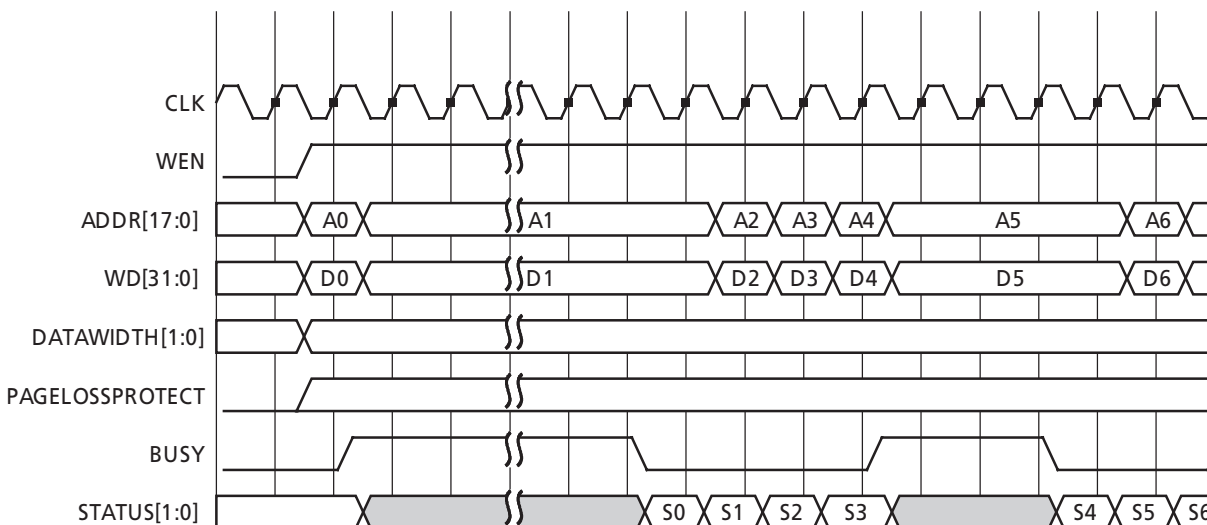 CLK
WEN
ADDR[17:0] A0 A1 A2 A3 A4 A5 A6
WD[31:0] D0 D1 D2 D3 D4 D5 D6
DATAWIDTH[1:0]
PAGELOSSPROTECT
BUSY
STATUS[1:0] S0 S1 S2 S3 S4 S5 S6